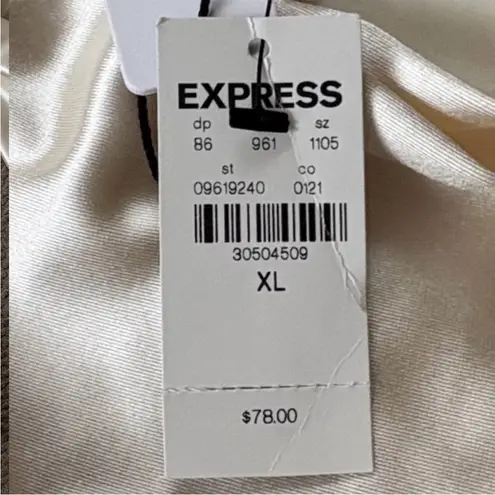 EXPRESS
dp sz
86 961 1105
st co
09619240 0121
30504509
XL
$78.00